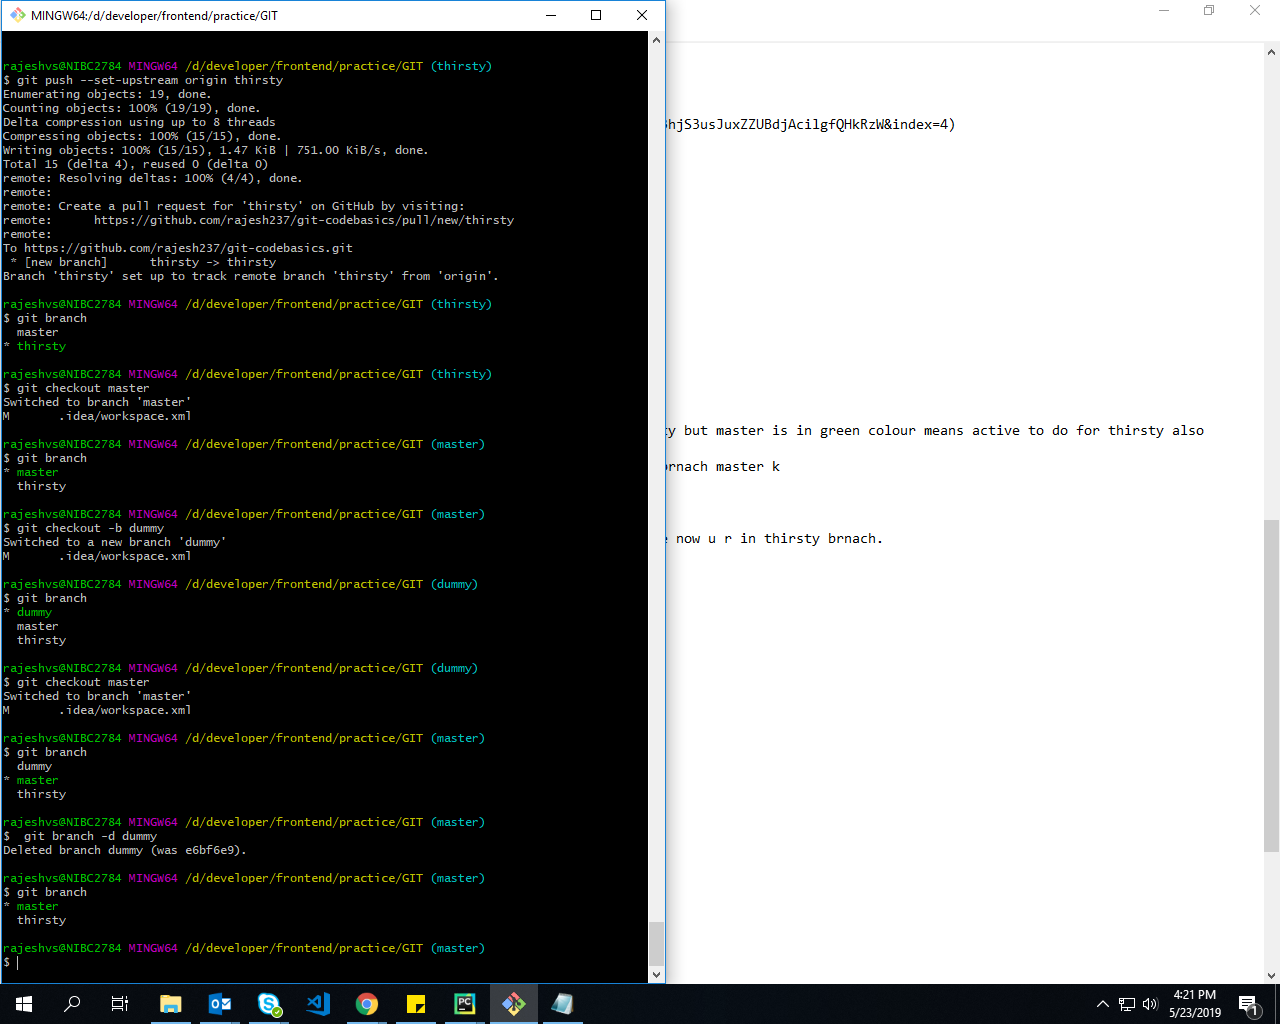 MINGW64:/d/developer/frontend/practice/GIT
rajeshvs@NIBC2784 MINGW64 /d/developer/frontend/practice/GIT (thirsty)
$ git push --set-upstream origin thirsty
Enumerating objects: 19, done.
Counting objects: 100% (19/19), done.
Delta compression using up to 8 threads
Compressing objects: 100% (15/15), done.
Writing objects: 100% (15/15), 1.47 KiB | 751.00 KiB/s, done.
Total 15 (delta 4), reused 0 (delta 0)
remote: Resolving deltas: 100% (4/4), done.
remote:
remote: Create a pull request for 'thirsty' on GitHub by visiting:
remote:      https://github.com/rajesh237/git-codebasics/pull/new/thirsty
remote:
To https://github.com/rajesh237/git-codebasics.git
 * [new branch]      thirsty -> thirsty
Branch 'thirsty' set up to track remote branch 'thirsty' from 'origin'.
rajeshvs@NIBC2784 MINGW64 /d/developer/frontend/practice/GIT (thirsty)
$ git branch
  master
* thirsty
rajeshvs@NIBC2784 MINGW64 /d/developer/frontend/practice/GIT (thirsty)
$ git checkout master
Switched to branch 'master'
M       .idea/workspace.xml
rajeshvs@NIBC2784 MINGW64 /d/developer/frontend/practice/GIT (master)
$ git branch
* master
  thirsty
rajeshvs@NIBC2784 MINGW64 /d/developer/frontend/practice/GIT (master)
$ git checkout -b dummy
Switched to a new branch 'dummy'
M       .idea/workspace.xml
rajeshvs@NIBC2784 MINGW64 /d/developer/frontend/practice/GIT (dummy)
$ git branch
* dummy
  master
  thirsty
rajeshvs@NIBC2784 MINGW64 /d/developer/frontend/practice/GIT (dummy)
$ git checkout master
Switched to branch 'master'
M       .idea/workspace.xml
rajeshvs@NIBC2784 MINGW64 /d/developer/frontend/practice/GIT (master)
$ git branch
  dummy
* master
  thirsty
rajeshvs@NIBC2784 MINGW64 /d/developer/frontend/practice/GIT (master)
$  git branch -d dummy
Deleted branch dummy (was e6bf6e9).
rajeshvs@NIBC2784 MINGW64 /d/developer/frontend/practice/GIT (master)
$ git branch
* master
  thirsty
rajeshvs@NIBC2784 MINGW64 /d/developer/frontend/practice/GIT (master)
$
hjS3usJuxZZUBdjAcilgfQHkRzW&index=4)
y but master is in green colour means active to do for thirsty also
rnach master k
now u r in thirsty brnach.
4:21 PM
5/23/2019
1